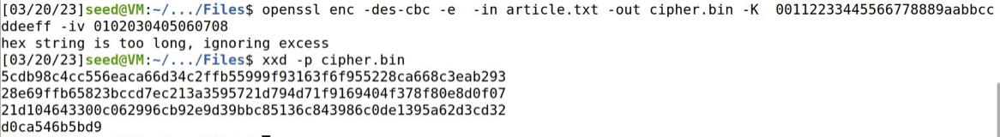 [03/20/23]seed@VM:~/.../Files$ openssl enc -des-cbc -e  -in article.txt -out cipher.bin -K  00112233445566778889aabbcc
ddeeff -iv 0102030405060708
hex string is too long, ignoring excess
[03/20/23]seed@VM:~/.../Files$ xxd -p cipher.bin
5cdb98c4cc556eaca66d34c2ffb55999f93163f6f955228ca668c3eab293
28e69ffb65823bccd7ec213a3595721d794d71f9169404f378f80e8d0f07
21d104643300c062996cb92e9d39bbc85136c843986c0de1395a62d3cd32
d0ca546b5bd9